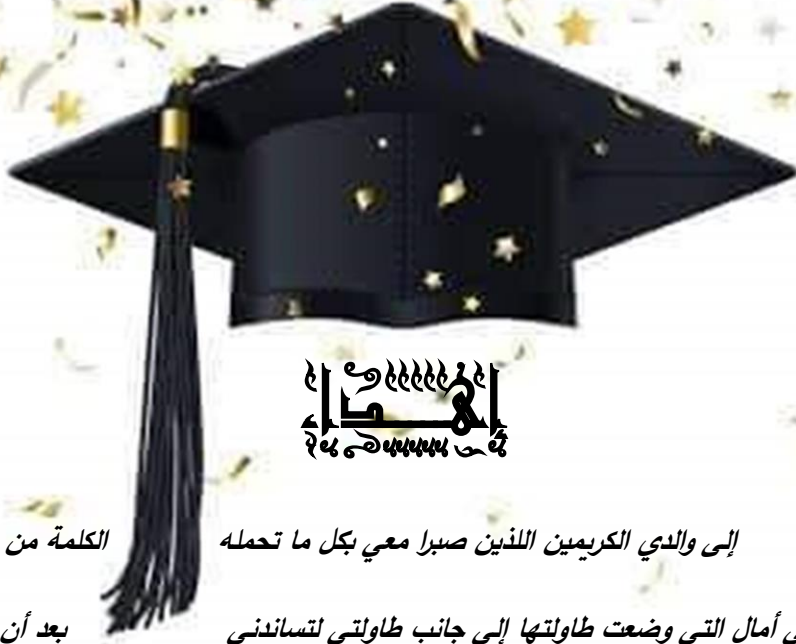 إهداء
إلى والدي الكريمين اللذين صبرا معي بكل ما تحمله الكلمة من
أمال التي وضعت طاولتها إلى جانب طاولتي لتساندني بعد أن